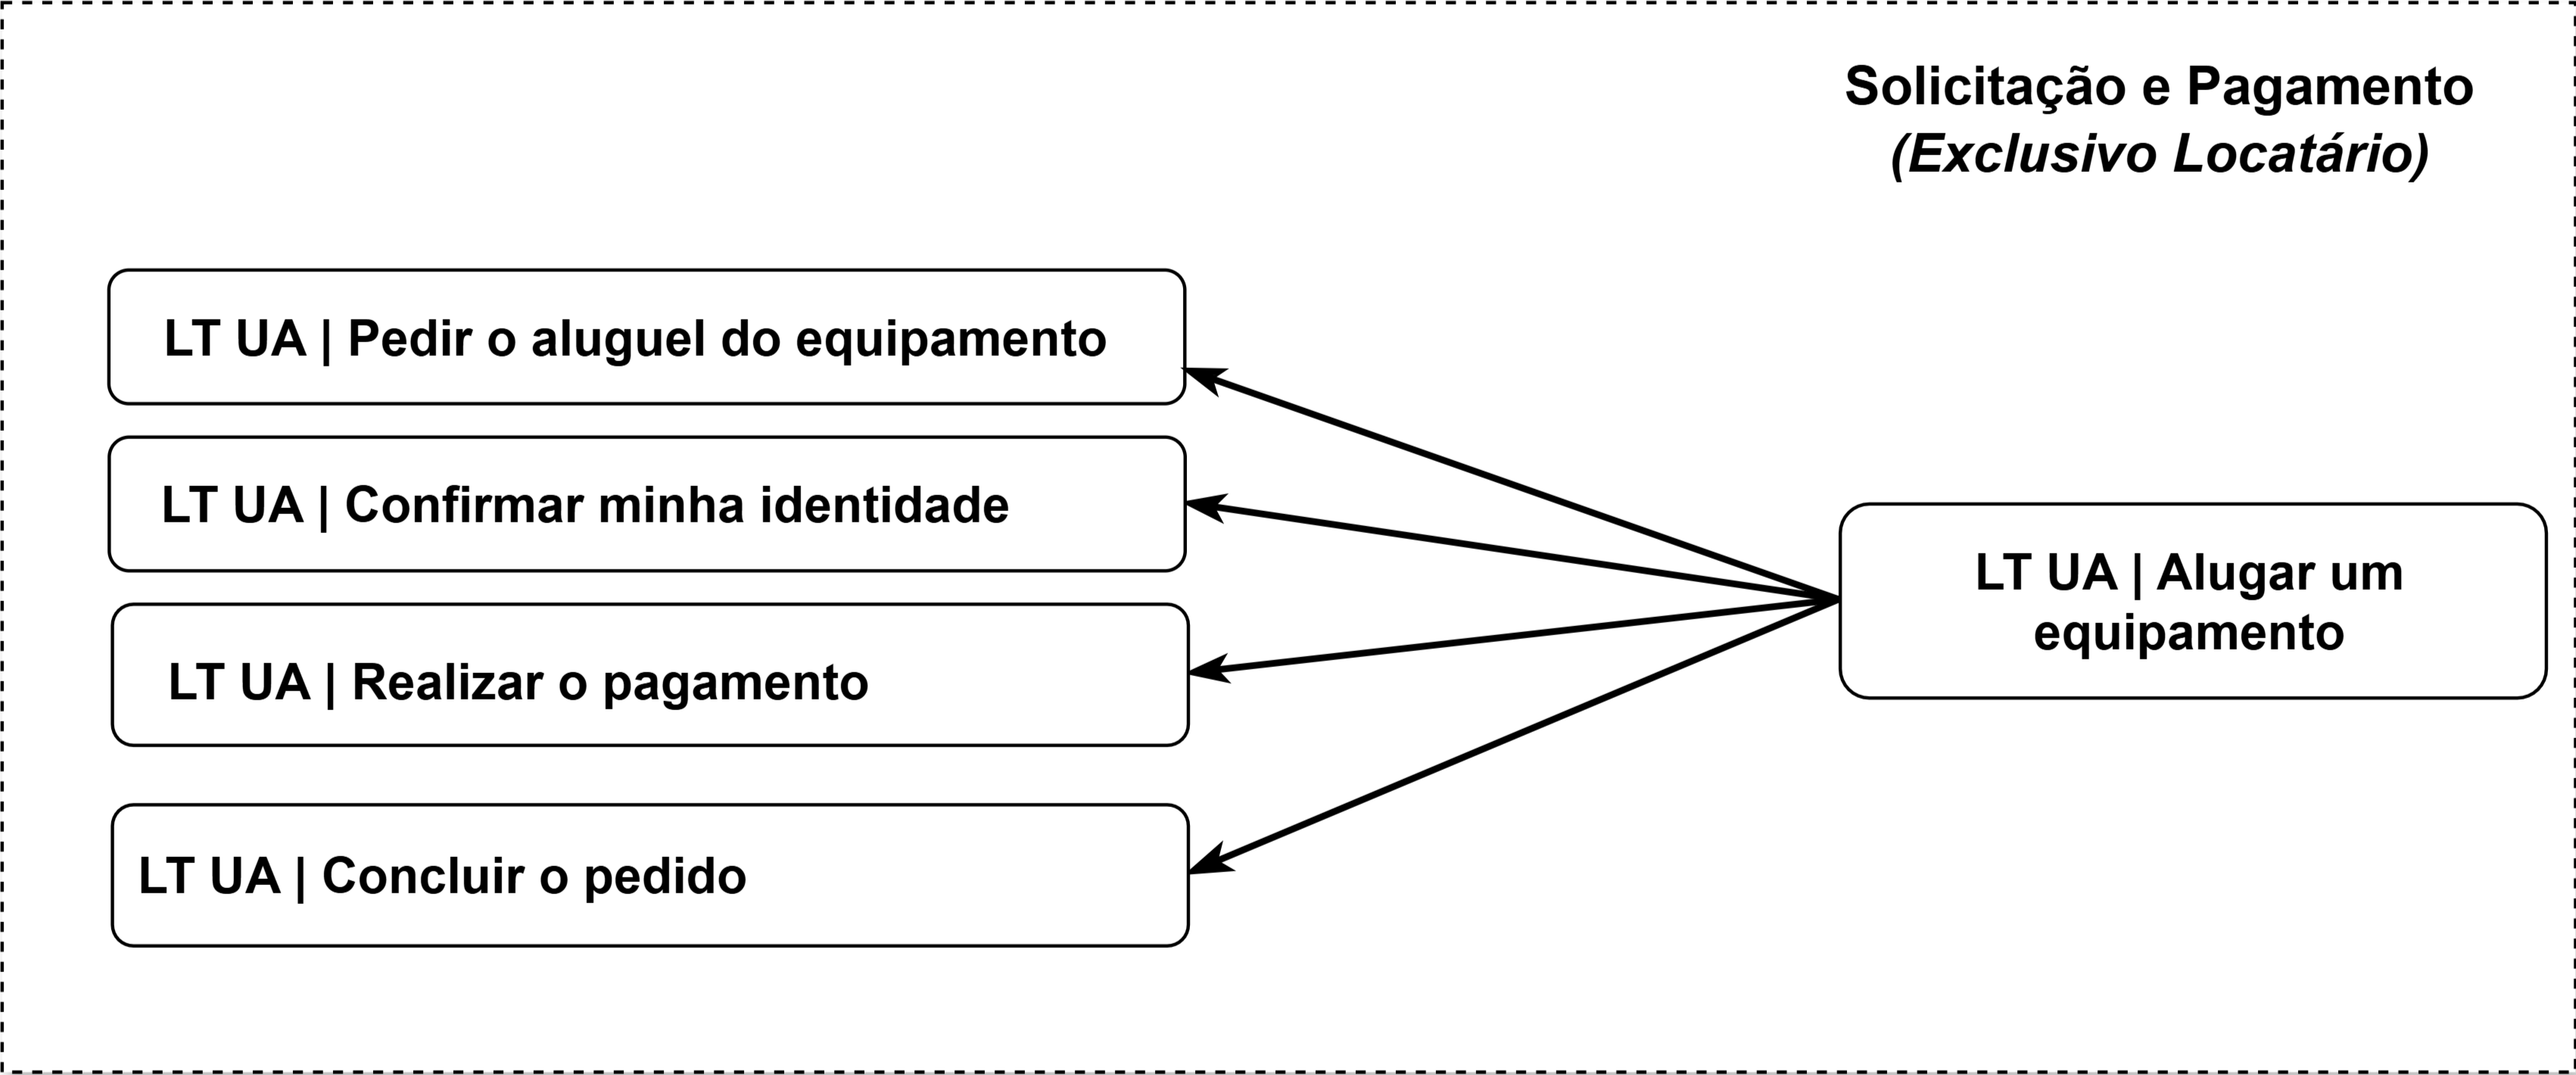 Solicitação e Pagamento
(Exclusivo Locatário)
LT UA | Pedir o aluguel do equipamento
LT UA | Confirmar minha identidade
LT UA | Realizar o pagamento
LT UA | Concluir o pedido
LT UA | Alugar um
equipamento